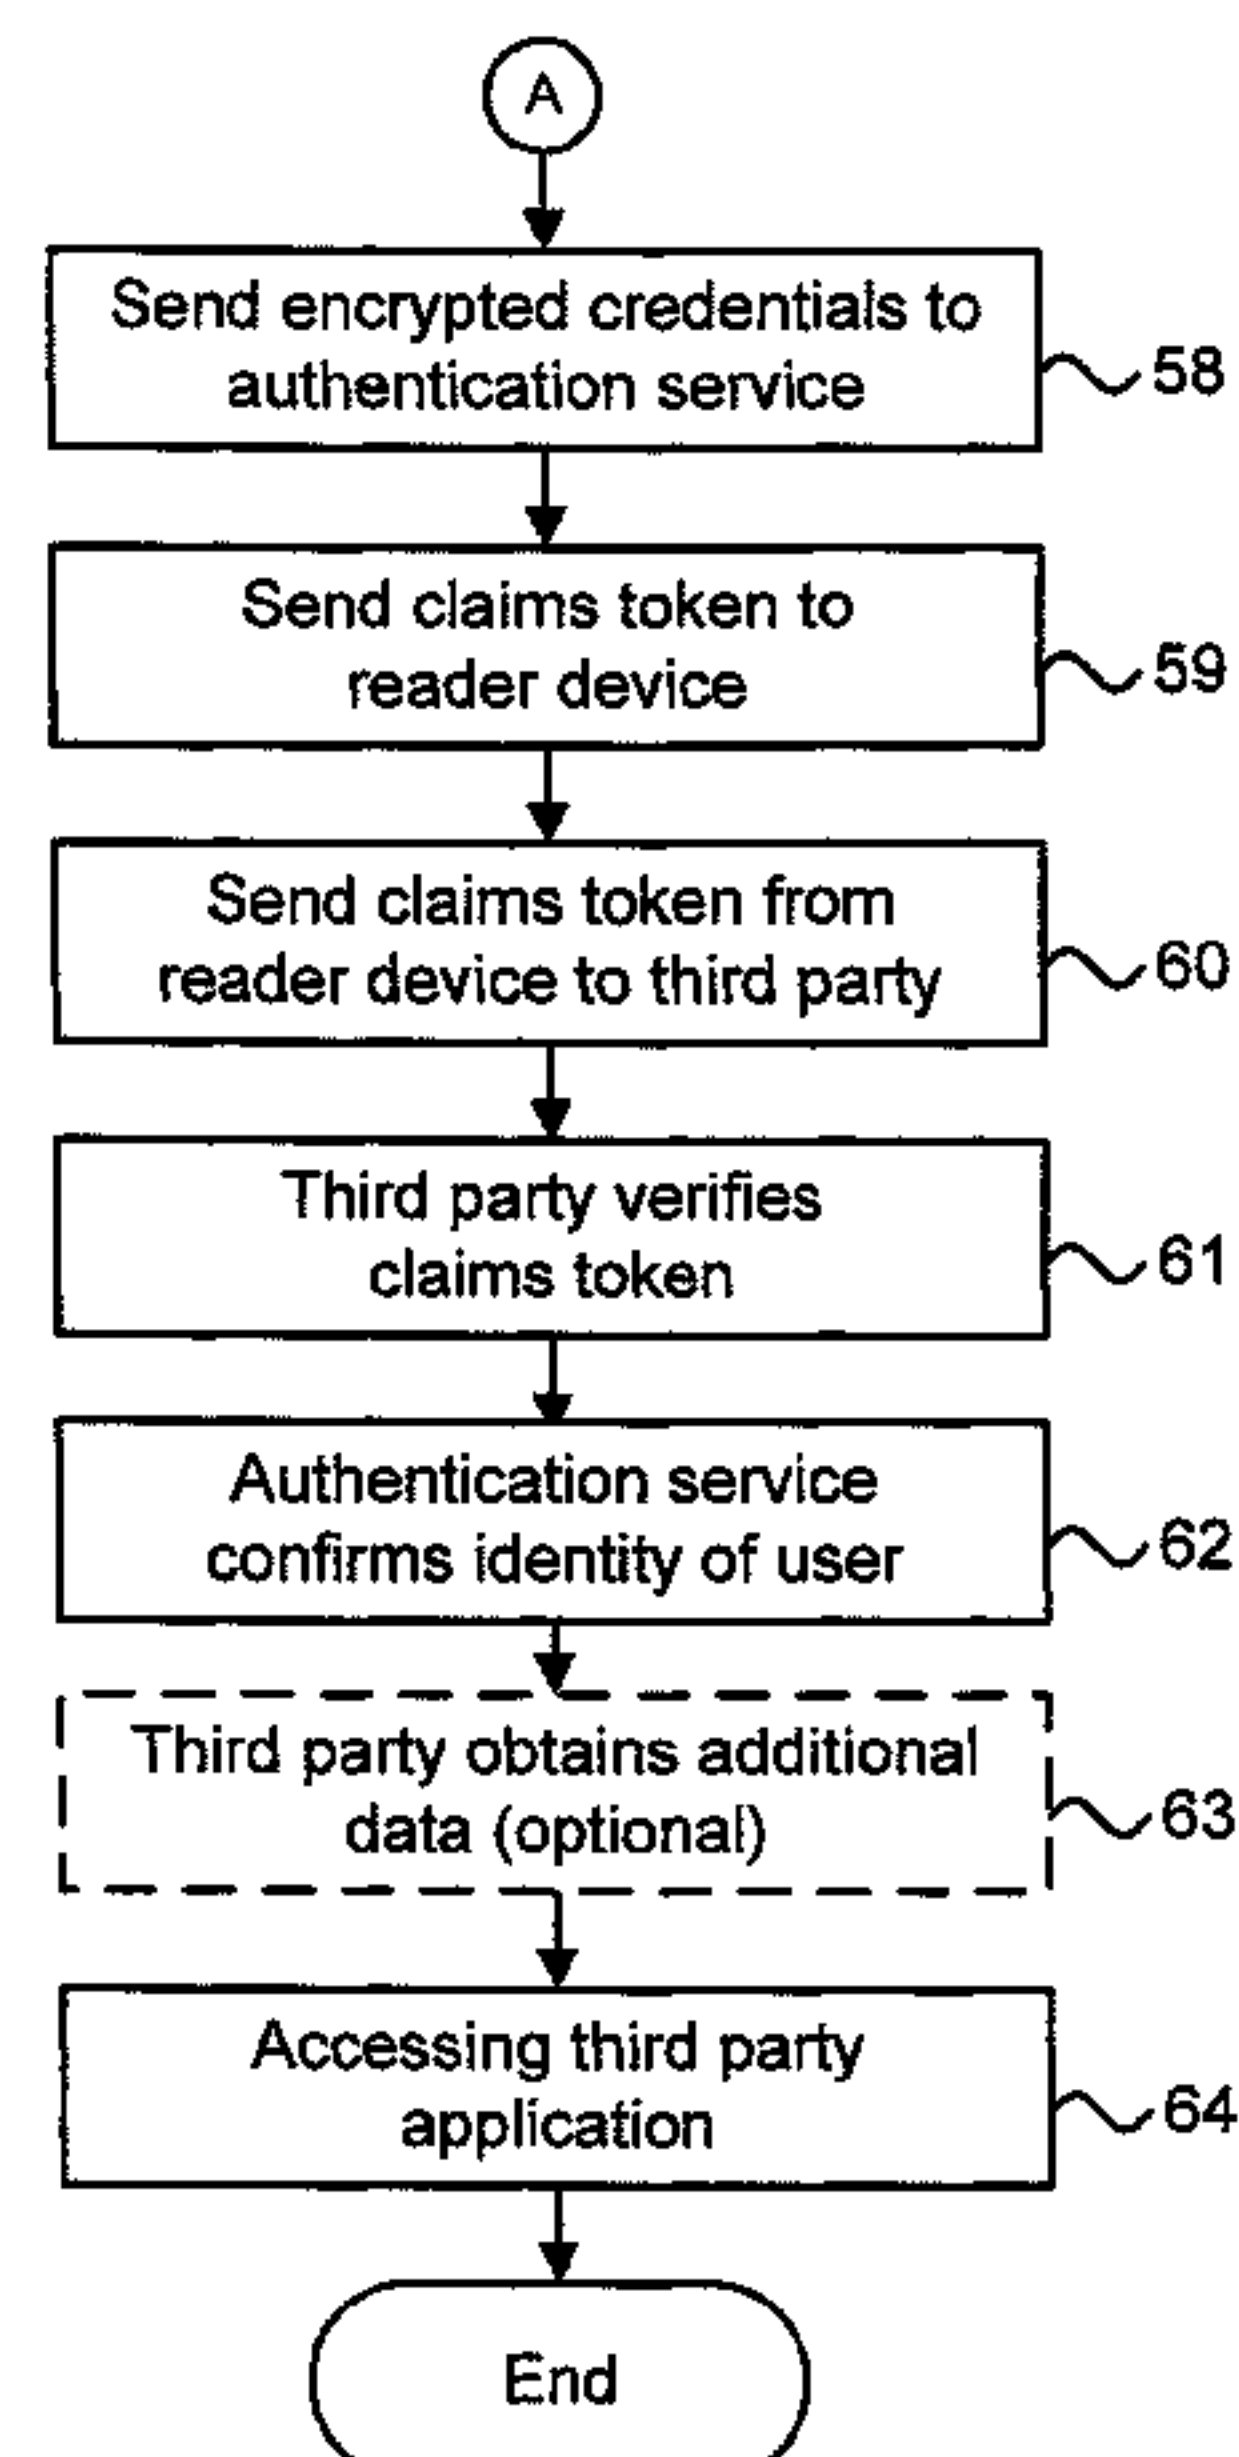 A
Send encrypted credentials to
authentication service
58
Send claims token to
reader device
59
Send claims token from
reader device to third party
60
Third party verifies
claims token
61
Authentication service
confirms identity of user
62
Third party obtains additional
data (optional)
63
Accessing third party
application
64
End